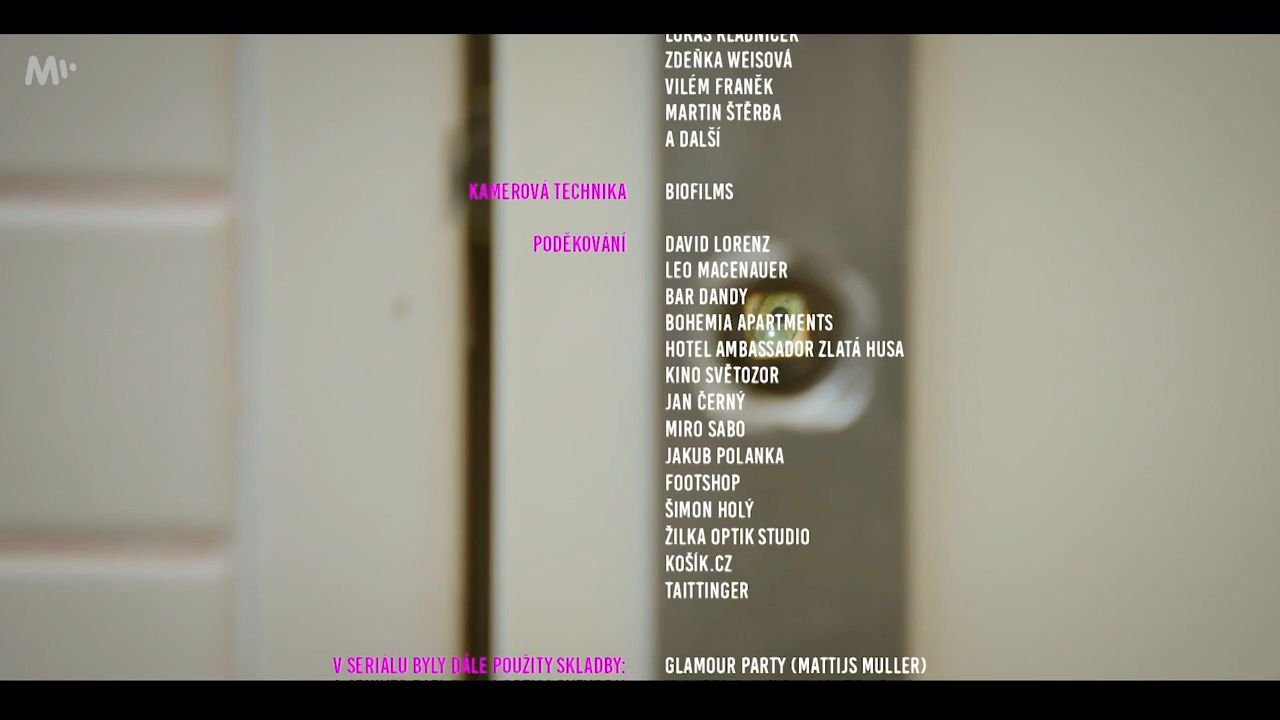 ZDEŇKA WEISOVÁ
VILÉM FRANĚK
MARTIN ŠTĚRBA
A DALŠÍ
KAMEROVÁ TECHNIKA BIOFILMS
PODĚKOVÁNÍ DAVID LORENZ
LEO MACENAUER
BAR DANDY
BOHEMIA APARTMENTS
HOTEL AMBASSADOR ZLATÁ HUSA
KINO SVĚTOZOR
JAN ČERNÝ
MIRO SABO
JAKUB POLANKA
FOOTSHOP
ŠIMON HOLÝ
ŽILKA OPTIK STUDIO
KOŠÍK.CZ
TAITTINGER
V SERIÁLU BYLY DÁLE POUŽITY SKLADBY: GLAMOUR PARTY (MATTIJS MULLER)